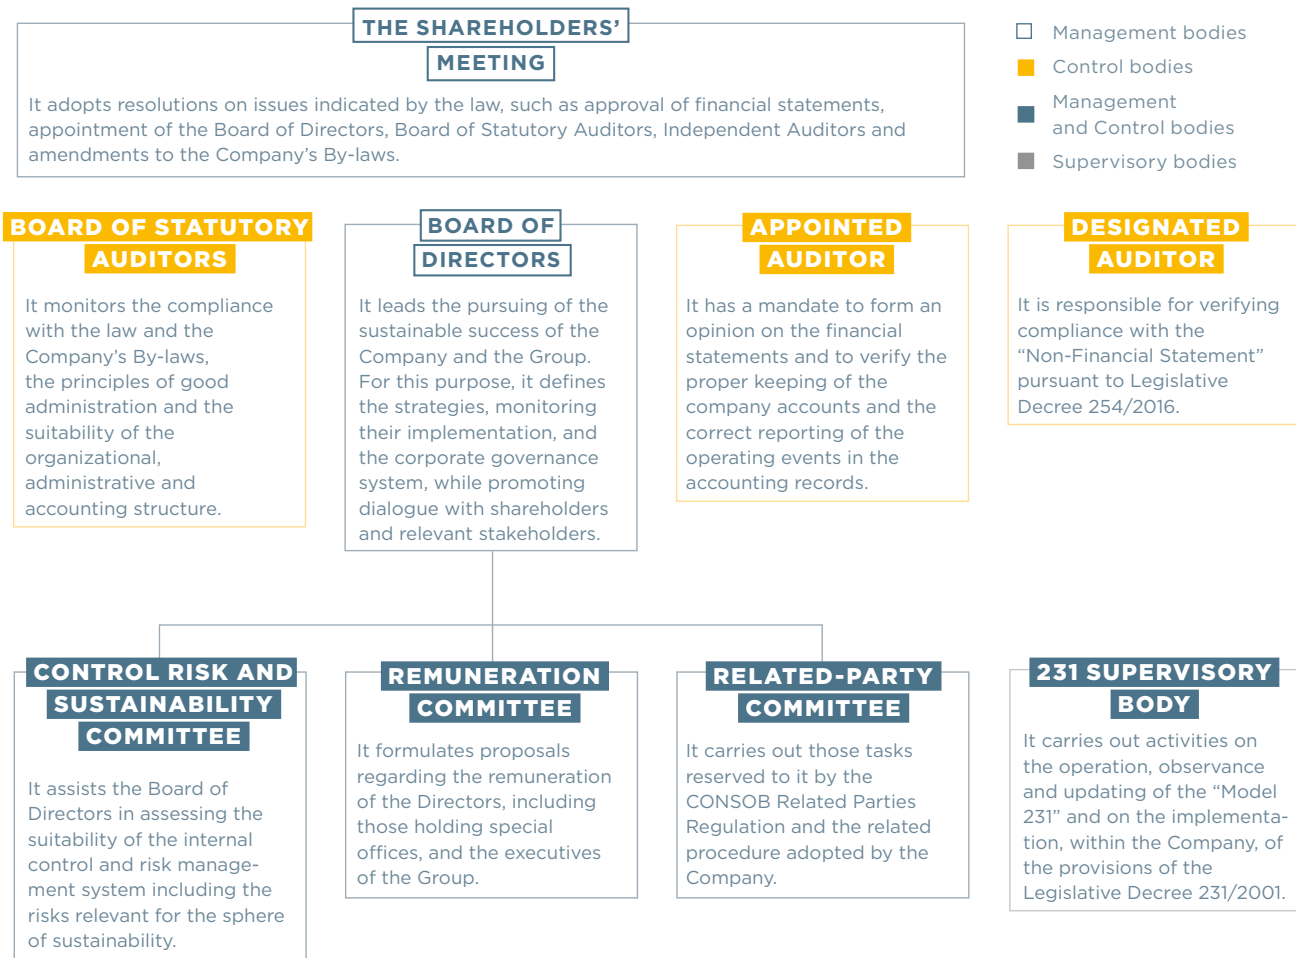 THE SHAREHOLDERS’
MEETING
It adopts resolutions on issues indicated by the law, such as approval of financial statements,
appointment of the Board of Directors, Board of Statutory Auditors, Independent Auditors and
amendments to the Company’s By-laws.
Management bodies
Control bodies
Management
and Control bodies
Supervisory bodies
BOARD OF STATUTORY
AUDITORS
It monitors the compliance
with the law and the
Company’s By-laws,
the principles of good
administration and the
suitability of the
organizational,
administrative and
accounting structure.
BOARD OF
DIRECTORS
It leads the pursuing of the
sustainable success of the
Company and the Group.
For this purpose, it defines
the strategies, monitoring
their implementation, and
the corporate governance
system, while promoting
dialogue with shareholders
and relevant stakeholders.
APPOINTED
AUDITOR
It has a mandate to form an
opinion on the financial
statements and to verify the
proper keeping of the
company accounts and the
correct reporting of the
operating events in the
accounting records.
DESIGNATED
AUDITOR
It is responsible for verifying
compliance with the
“Non-Financial Statement”
pursuant to Legislative
Decree 254/2016.
CONTROL RISK AND
SUSTAINABILITY
COMMITTEE
It assists the Board of
Directors in assessing the
suitability of the internal
control and risk manage-
ment system including the
risks relevant for the sphere
of sustainability.
REMUNERATION
COMMITTEE
It formulates proposals
regarding the remuneration
of the Directors, including
those holding special
offices, and the executives
of the Group.
RELATED-PARTY
COMMITTEE
It carries out those tasks
reserved to it by the
CONSOB Related Parties
Regulation and the related
procedure adopted by the
Company.
231 SUPERVISORY
BODY
It carries out activities on
the operation, observance
and updating of the “Model
231” and on the implementa-
tion, within the Company, of
the provisions of the
Legislative Decree 231/2001.